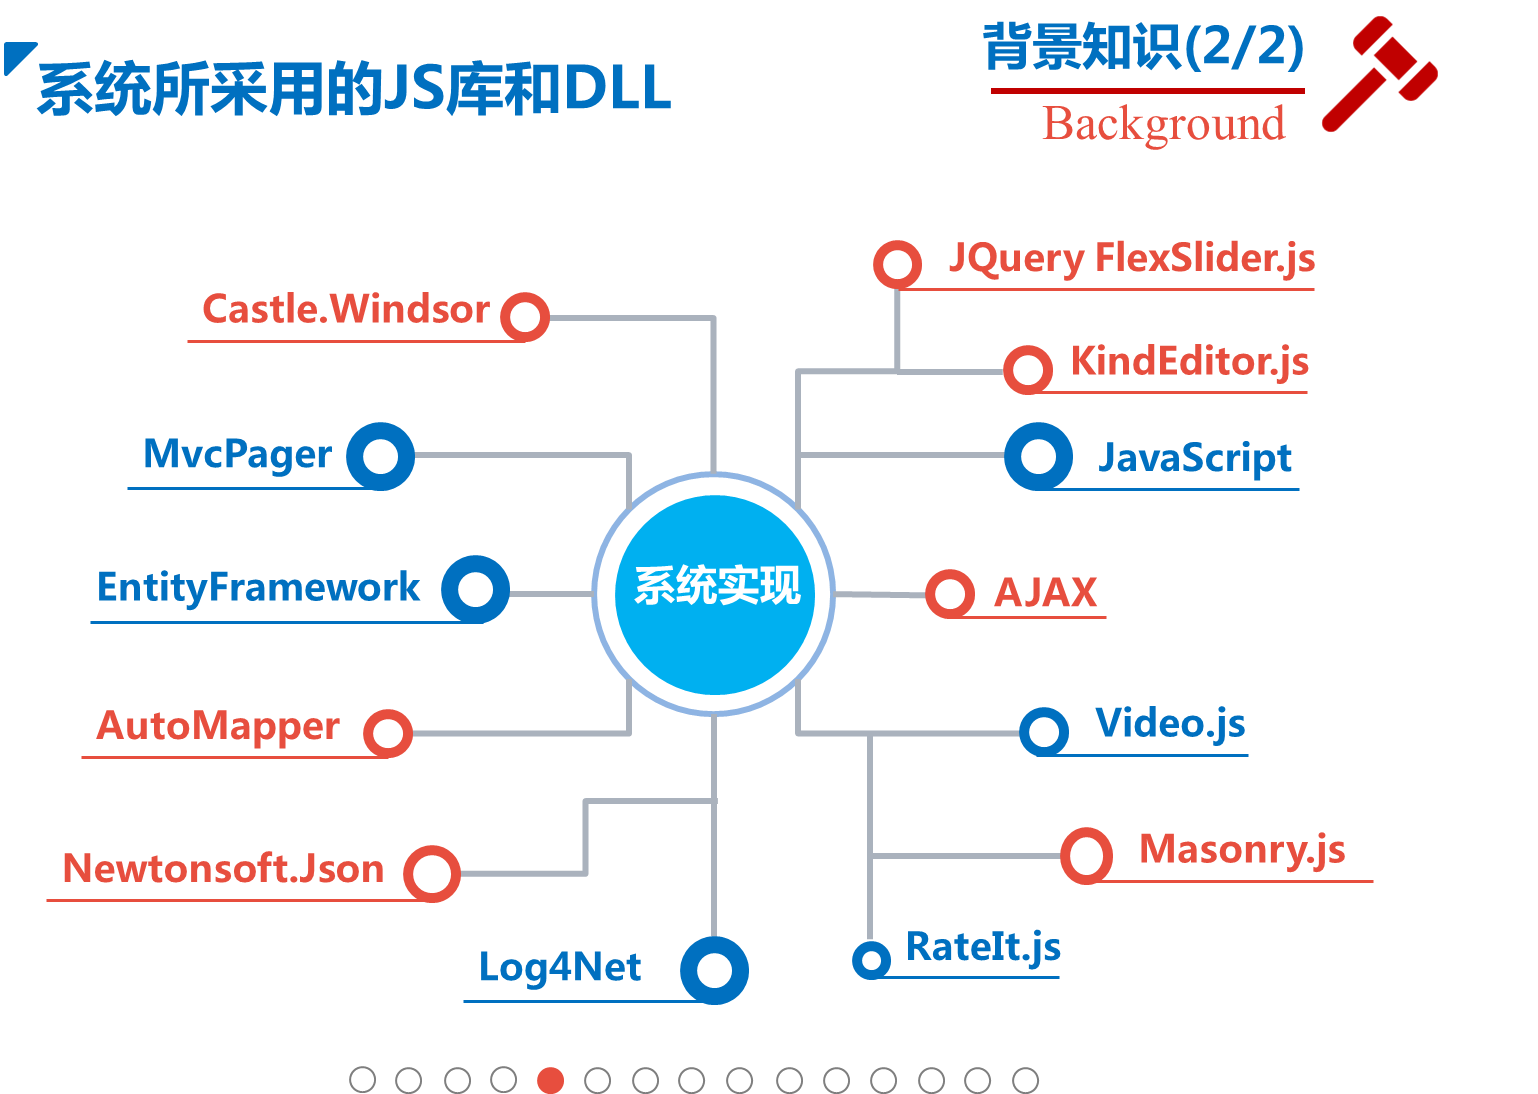 系统所采用的JS库和DLL
背景知识(2/2)
Background
JQuery FlexSlider.js
Castle.Windsor
KindEditor.js
MvcPager
JavaScript
系统实现
EntityFramework
AJAX
AutoMapper
Video.js
Newtonsoft.Json
Masonry.js
Log4Net
RateIt.js